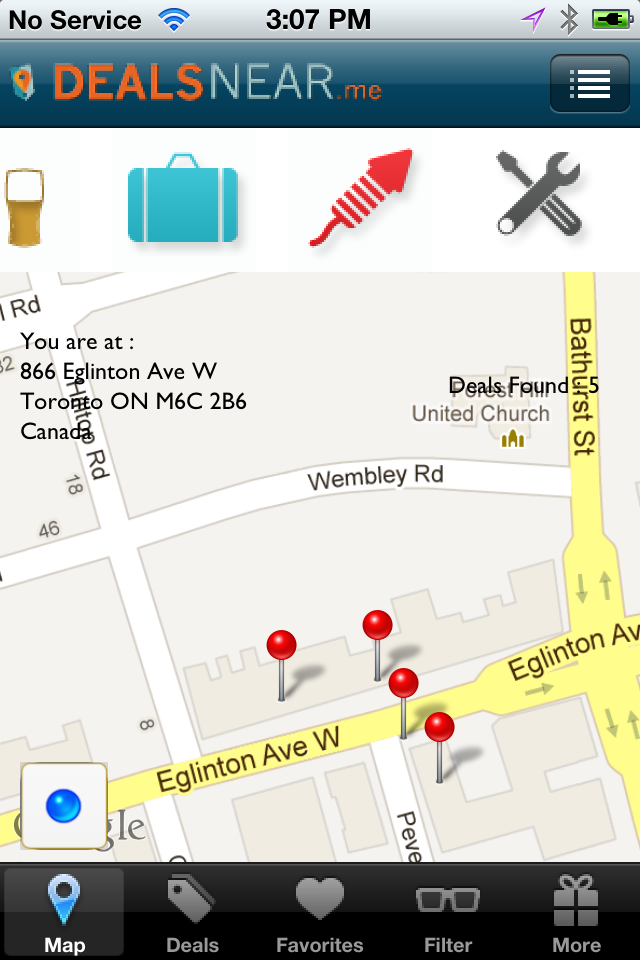 No Service 3:07 PM
DEALSNEAR.me
l Rd
You are at :
866 Eglinton Ave W
Toronto ON M6C 2B6
Canada
Deals Found : 5
Forest Hill
United Church
Bathurst St
Hilltop Rd
32
18
46
Wembley Rd
8
Eglinton Av
Eglinton Ave W
Peve
gle
Map Deals Favorites Filter More